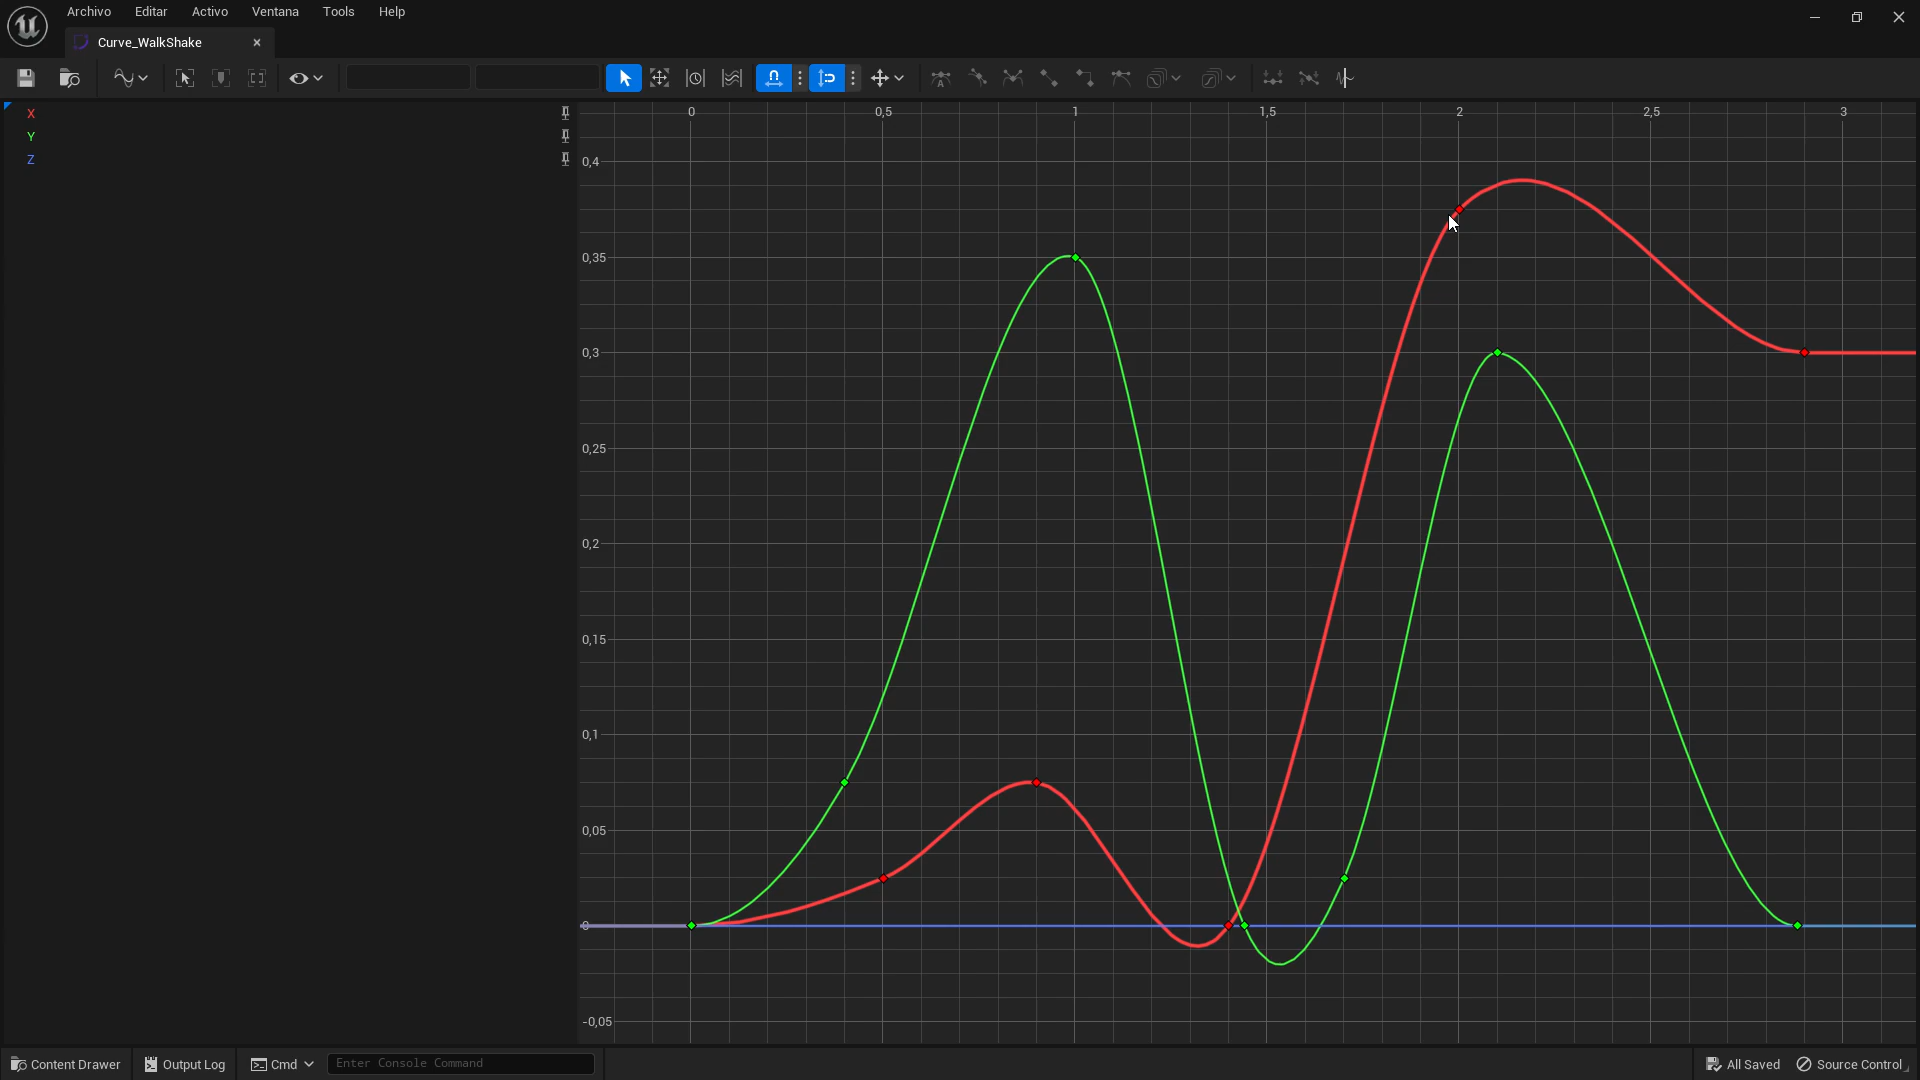 Archivo Editar Activo Ventana Tools Help
Curve_WalkShake
X
Y
Z
0 0,5 1 1,5 2 2,5 3
0,4
0,35
0,3
0,25
0,2
0,15
0,1
0,05
0
-0,05
Content Drawer Output Log Cmd Enter Console Command All Saved Source Control